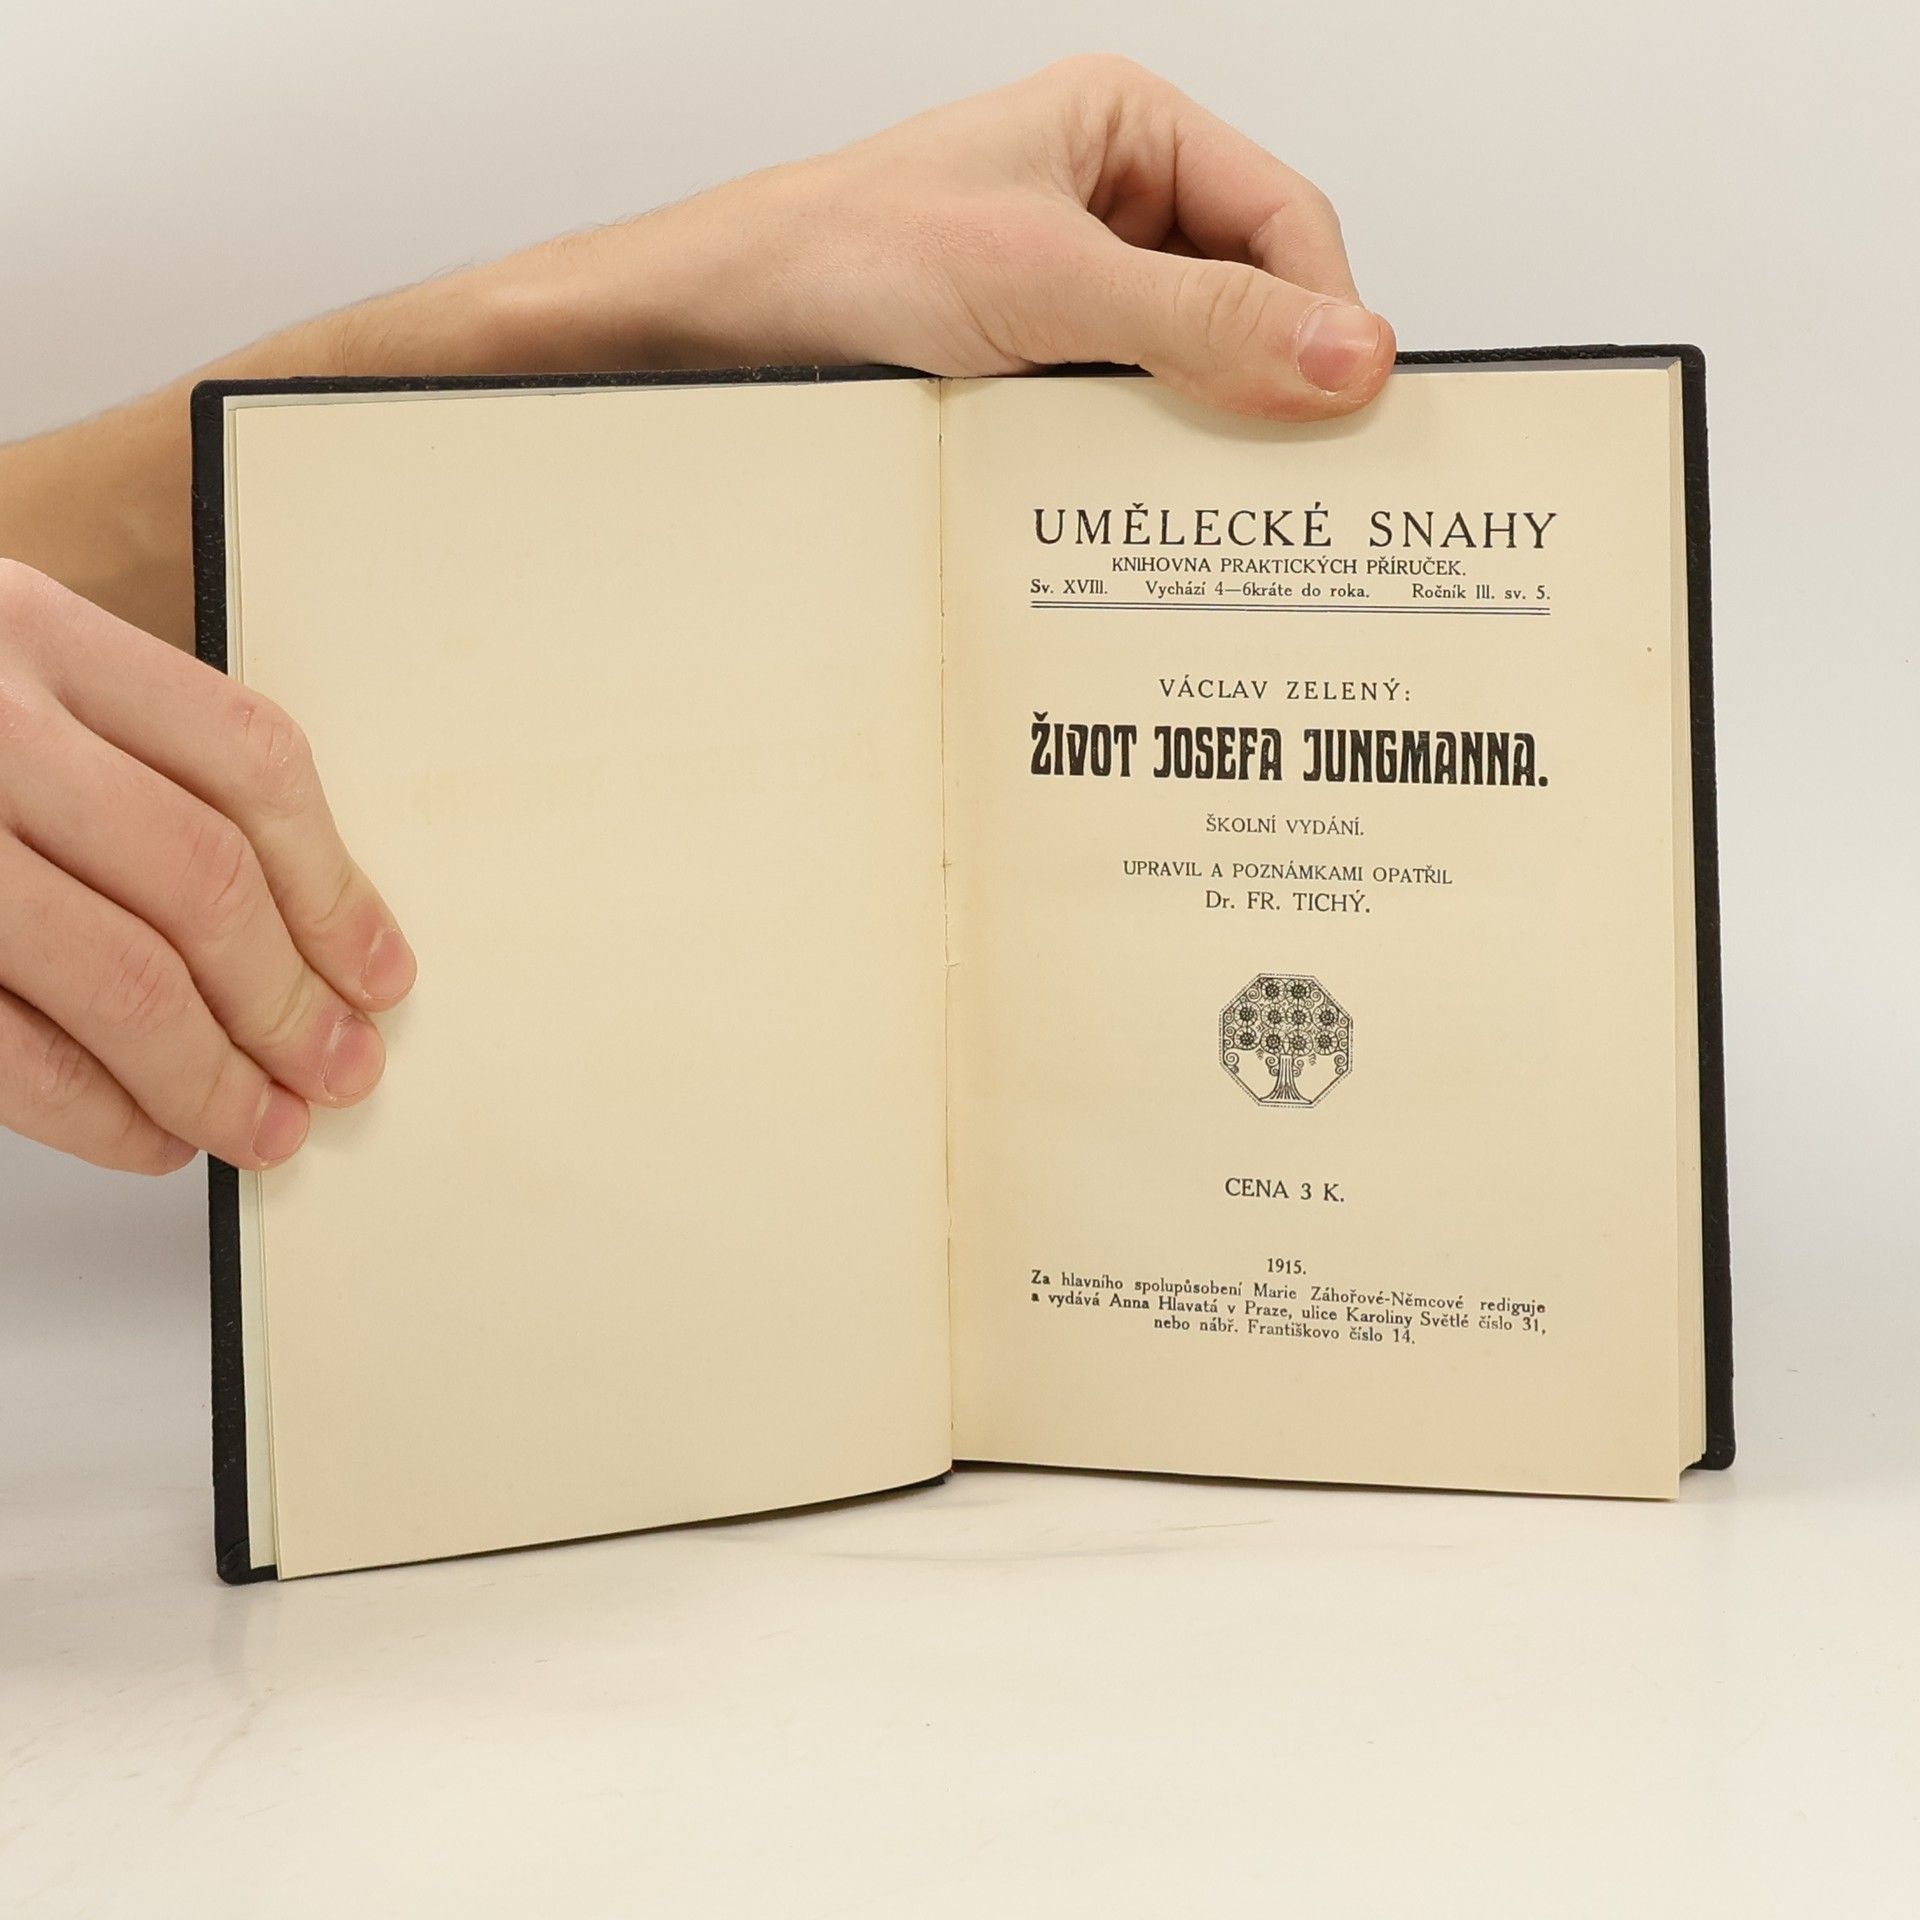 UMĚLECKÉ SNAHY
KNIHOVNA PRAKTICKÝCH PŘÍRUČEK.
Sv. XVIII. Vychází 4—6kráte do roka. Ročník III. sv. 5.
VÁCLAV ZELENÝ:
ŽIVOT JOSEFA JUNGMANNA.
ŠKOLNÍ VYDÁNÍ.
UPRAVIL A POZNÁMKAMI OPATŘIL
Dr. FR. TICHÝ.
CENA 3 K.
1915.
Za hlavního spolupůsobení Marie Záhořové-Němcové rediguje
a vydává Anna Hlavatá v Praze, ulice Karoliny Světlé číslo 31,
nebo nábř. Františkovo číslo 14.